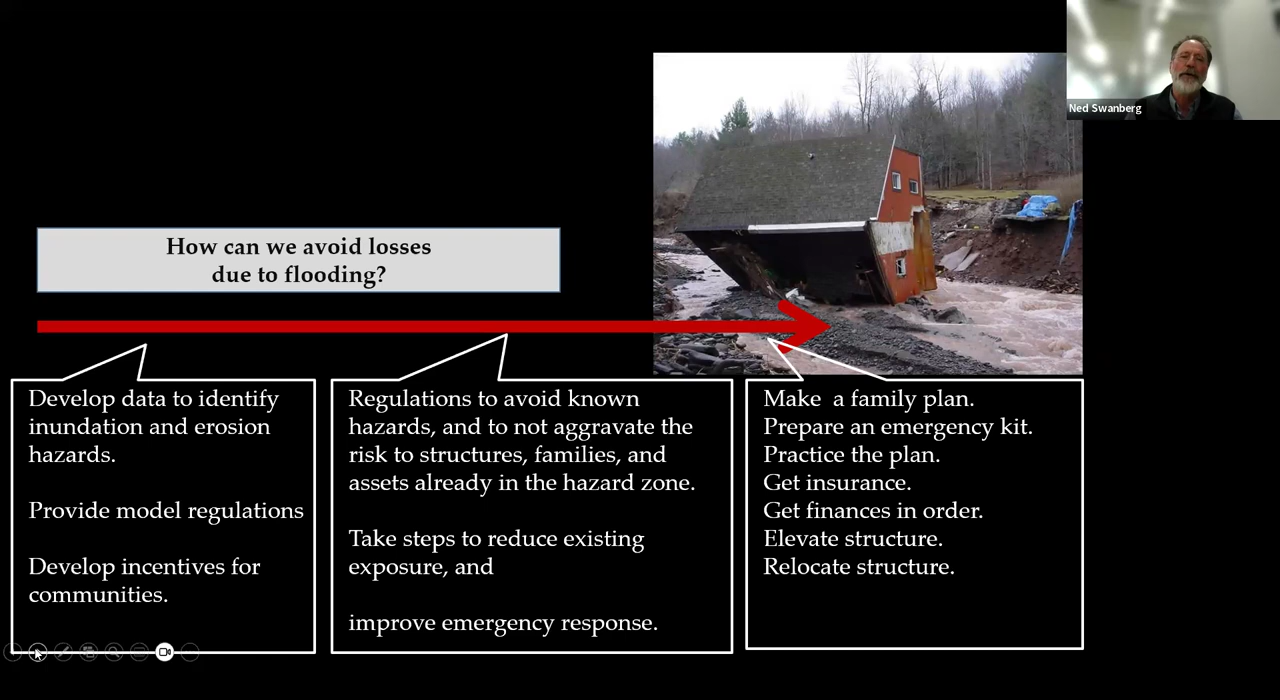 Ned Swanberg
How can we avoid losses
due to flooding?
Develop data to identify
inundation and erosion
hazards.
Provide model regulations
Develop incentives for
communities.
Regulations to avoid known
hazards, and to not aggravate the
risk to structures, families, and
assets already in the hazard zone.
Take steps to reduce existing
exposure, and
improve emergency response.
Make  a family plan.
Prepare an emergency kit.
Practice the plan.
Get insurance.
Get finances in order.
Elevate structure.
Relocate structure.